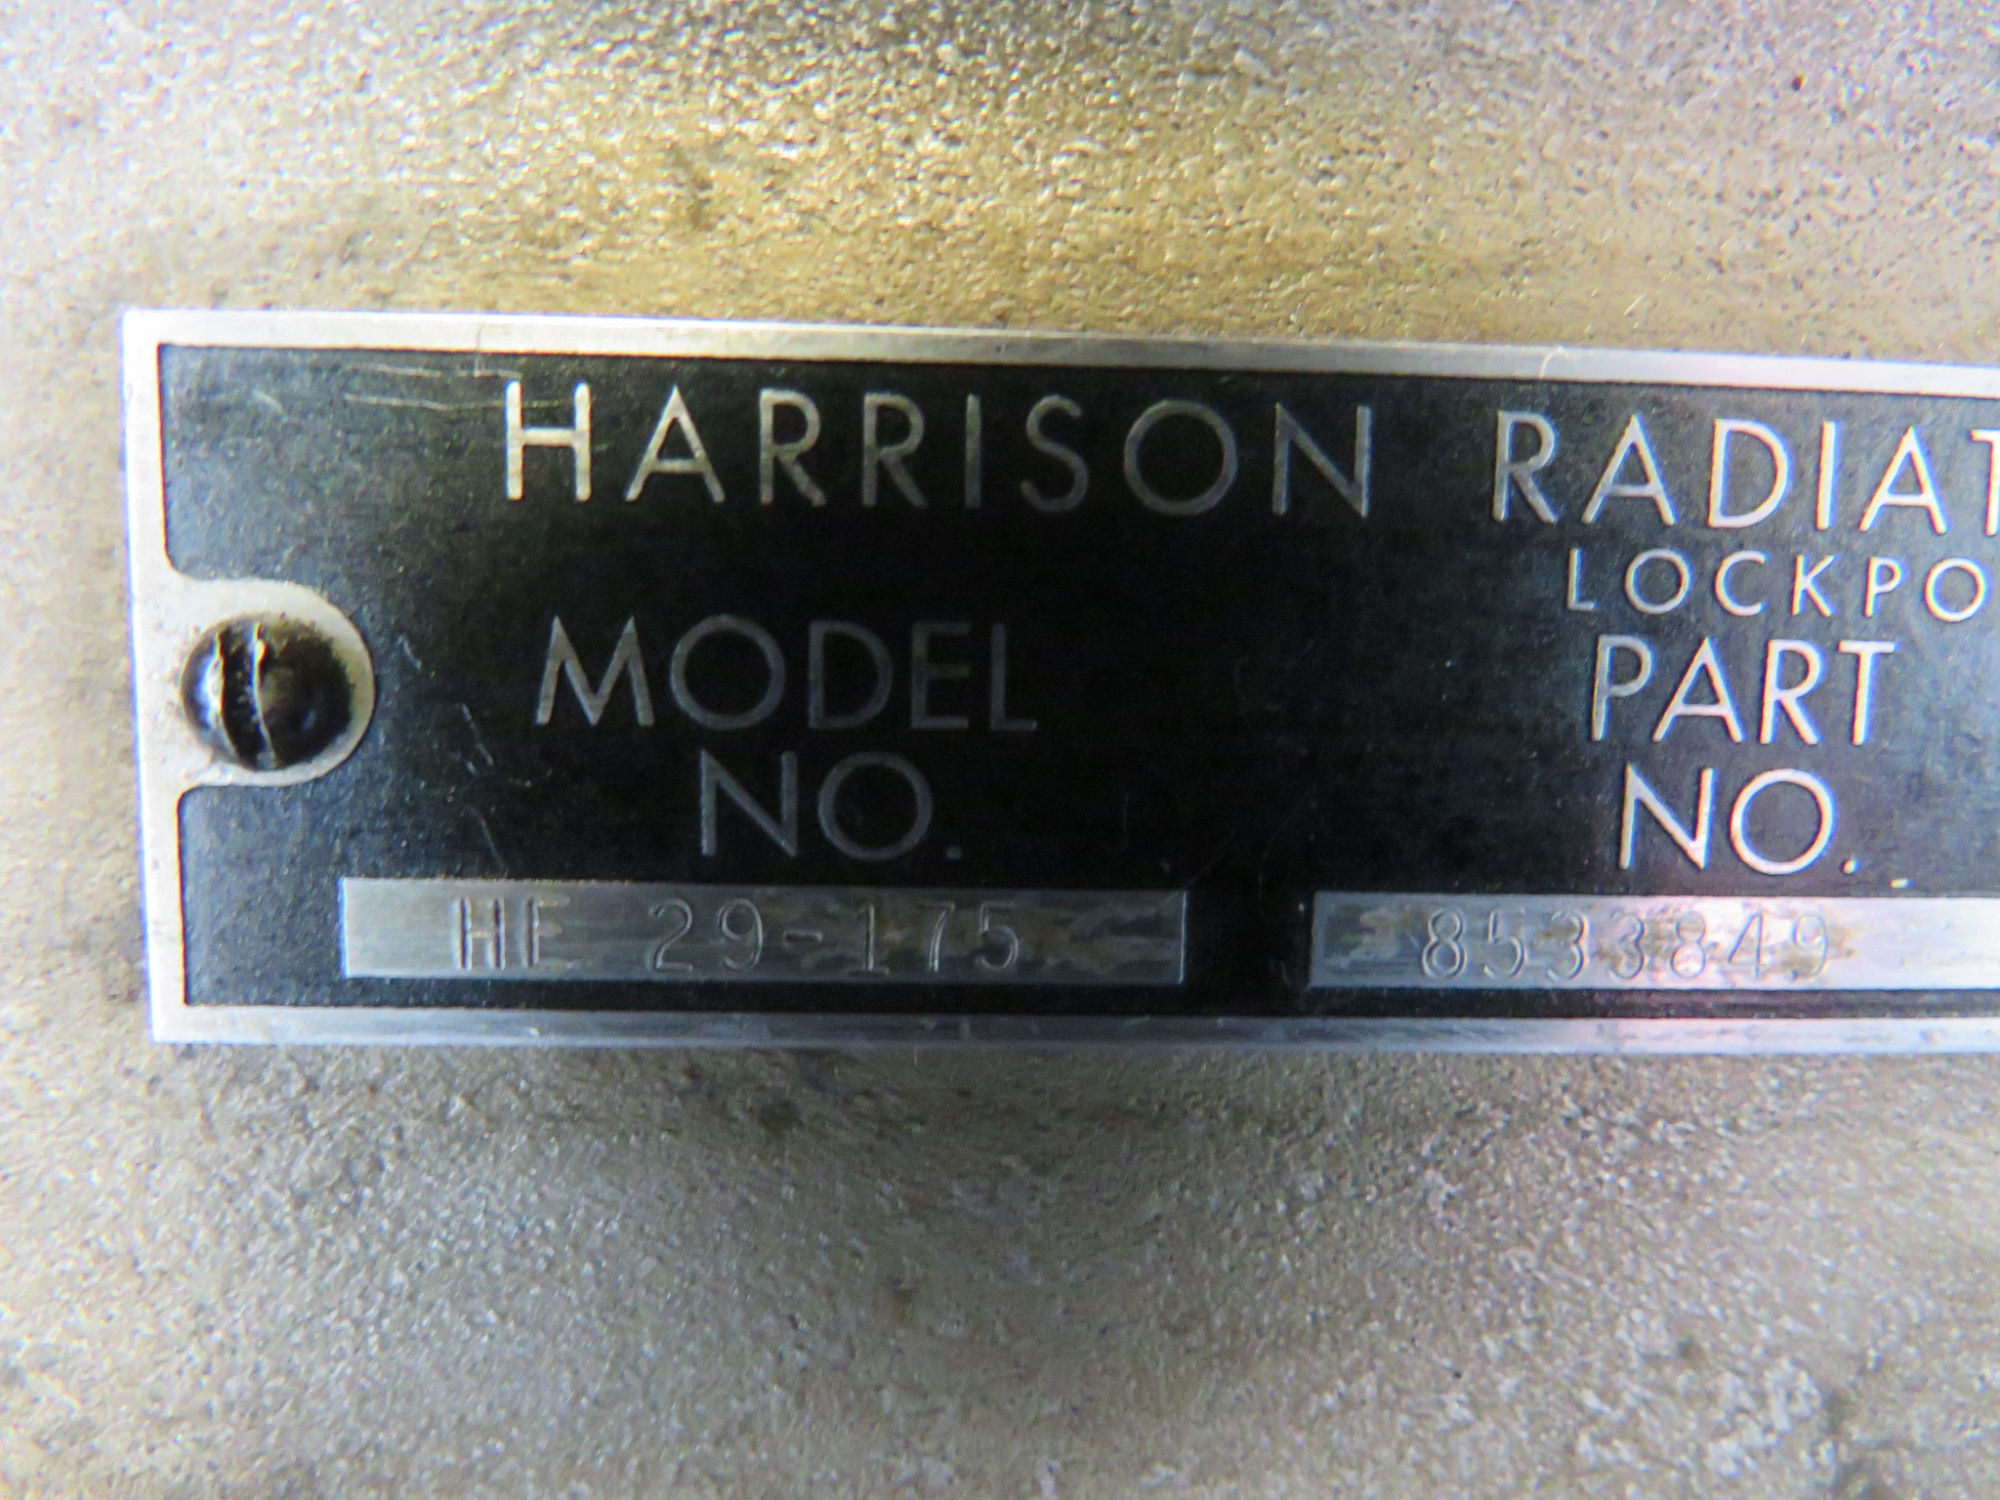 HARRISON RADIAT
LOCKPO
MODEL NO.
PART NO.
HE 29-175
8533849